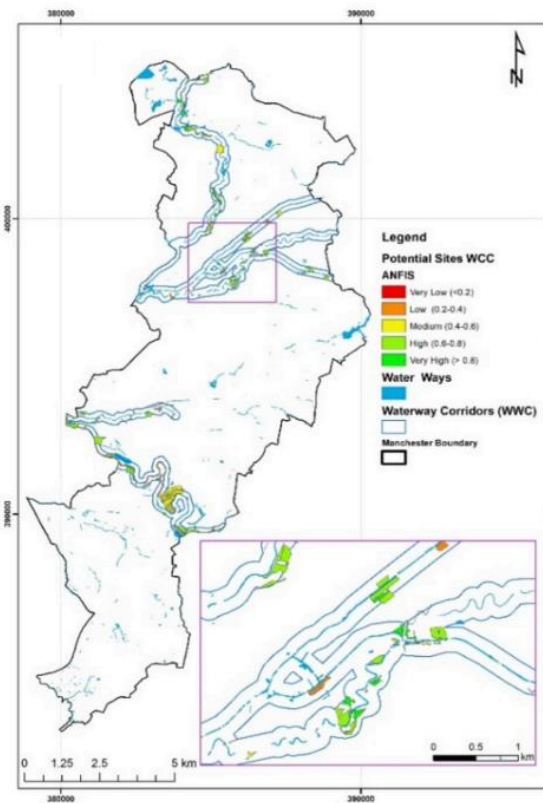 380000
390000
N
400000
Legend
Potential Sites WCC
ANFIS
Very Low (<0.2)
Low (0.2-0.4)
Medium (0.4-0.6)
High (0.6-0.8)
Very High (> 0.8)
Water Ways
Waterway Corridors (WWC)
Manchester Boundary
390000
0 1.25 2.5 5 km
0 0.5 1
km
380000
390000